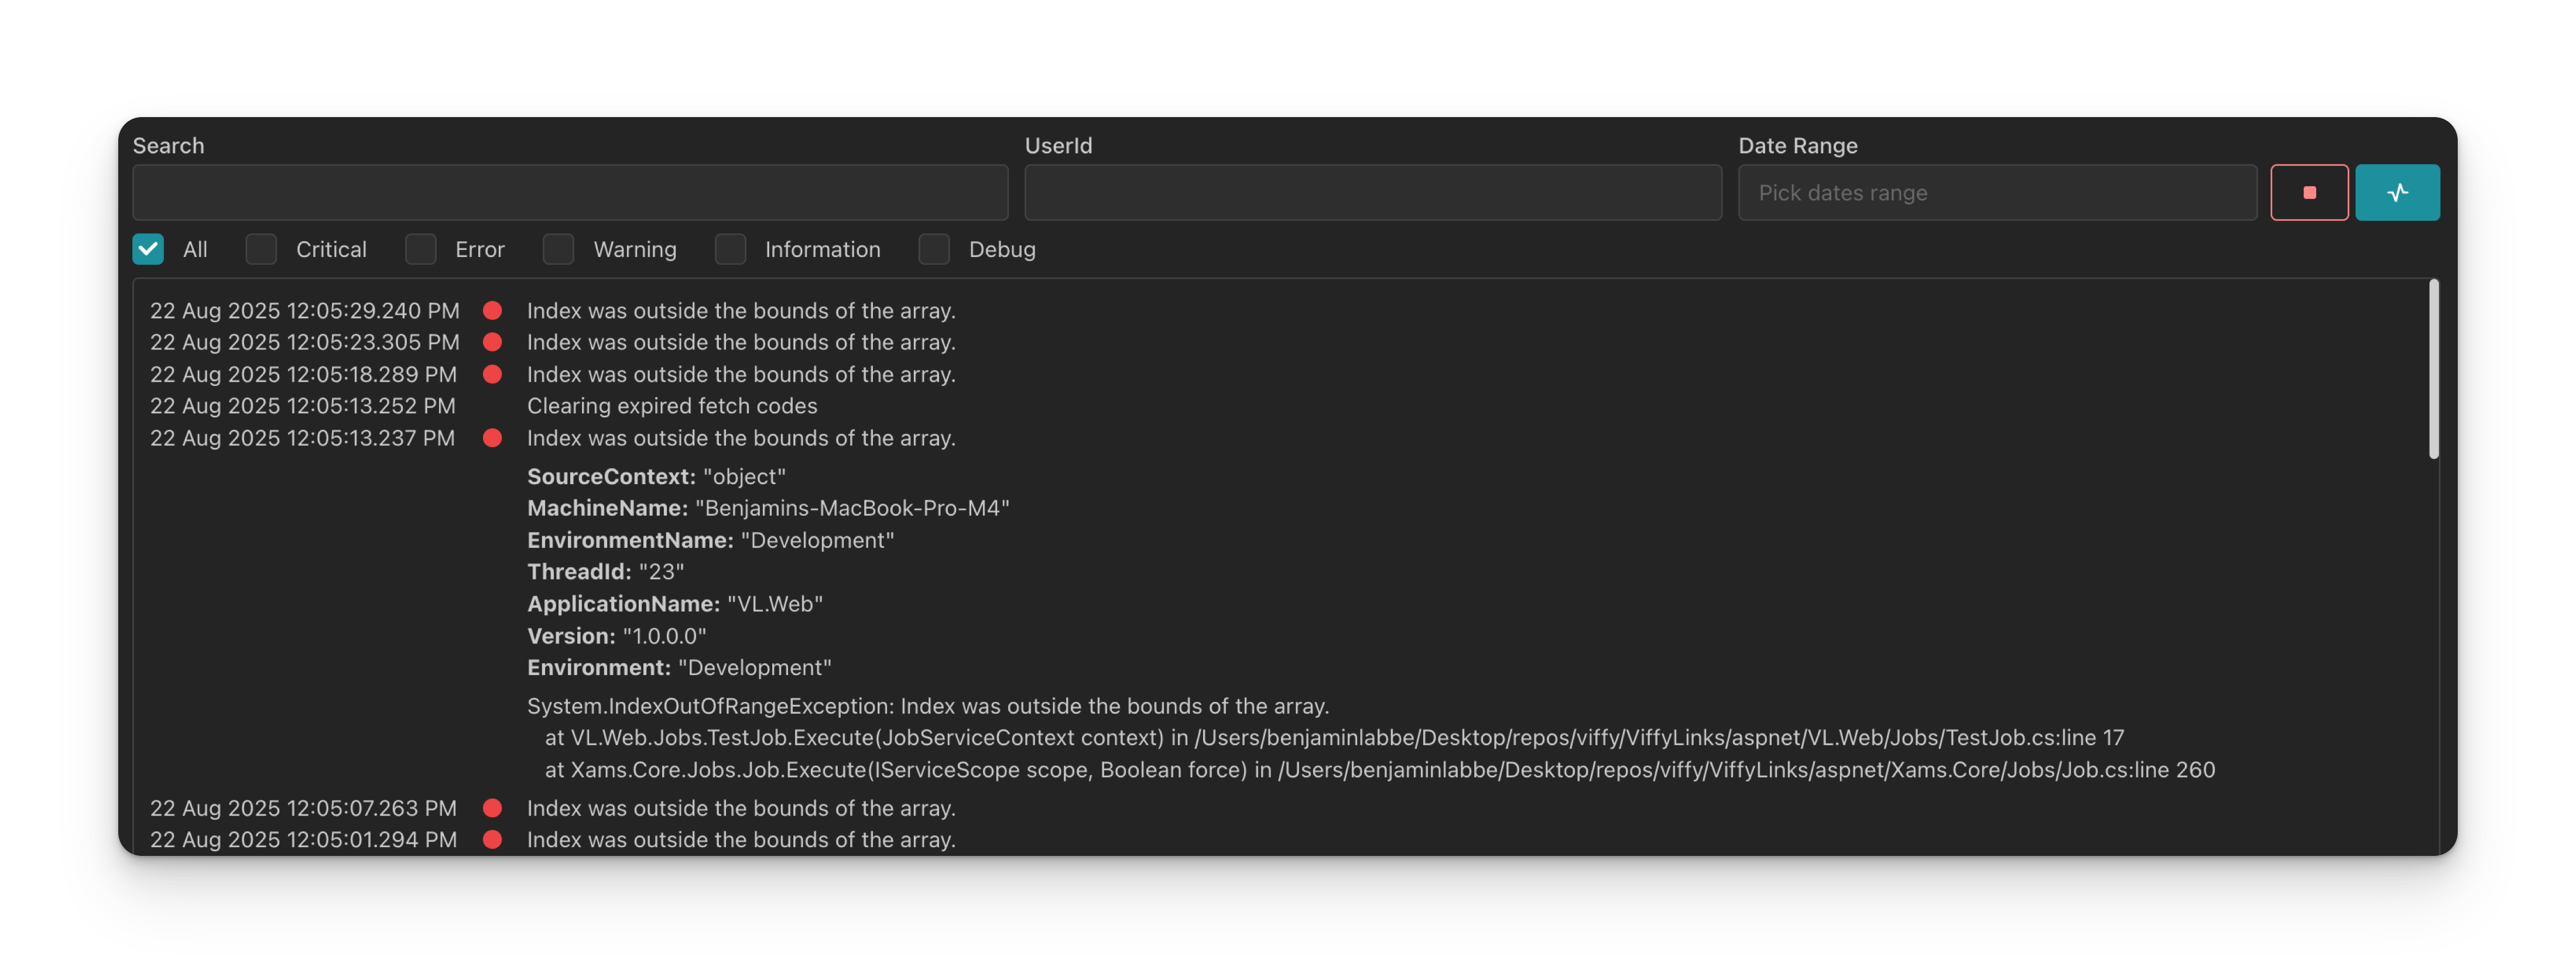 Search UserId Date Range
Pick dates range
All Critical Error Warning Information Debug
22 Aug 2025 12:05:29.240 PM Index was outside the bounds of the array.
22 Aug 2025 12:05:23.305 PM Index was outside the bounds of the array.
22 Aug 2025 12:05:18.289 PM Index was outside the bounds of the array.
22 Aug 2025 12:05:13.252 PM Clearing expired fetch codes
22 Aug 2025 12:05:13.237 PM Index was outside the bounds of the array.
SourceContext: "object"
MachineName: "Benjamins-MacBook-Pro-M4"
EnvironmentName: "Development"
ThreadId: "23"
ApplicationName: "VL.Web"
Version: "1.0.0.0"
Environment: "Development"
System.IndexOutOfRangeException: Index was outside the bounds of the array.
at VL.Web.Jobs.TestJob.Execute(JobServiceContext context) in /Users/benjaminlabbe/Desktop/repos/viffy/ViffyLinks/aspnet/VL.Web/Jobs/TestJob.cs:line 17
at Xams.Core.Jobs.Job.Execute(IServiceScope scope, Boolean force) in /Users/benjaminlabbe/Desktop/repos/viffy/ViffyLinks/aspnet/Xams.Core/Jobs/Job.cs:line 260
22 Aug 2025 12:05:07.263 PM Index was outside the bounds of the array.
22 Aug 2025 12:05:01.294 PM Index was outside the bounds of the array.